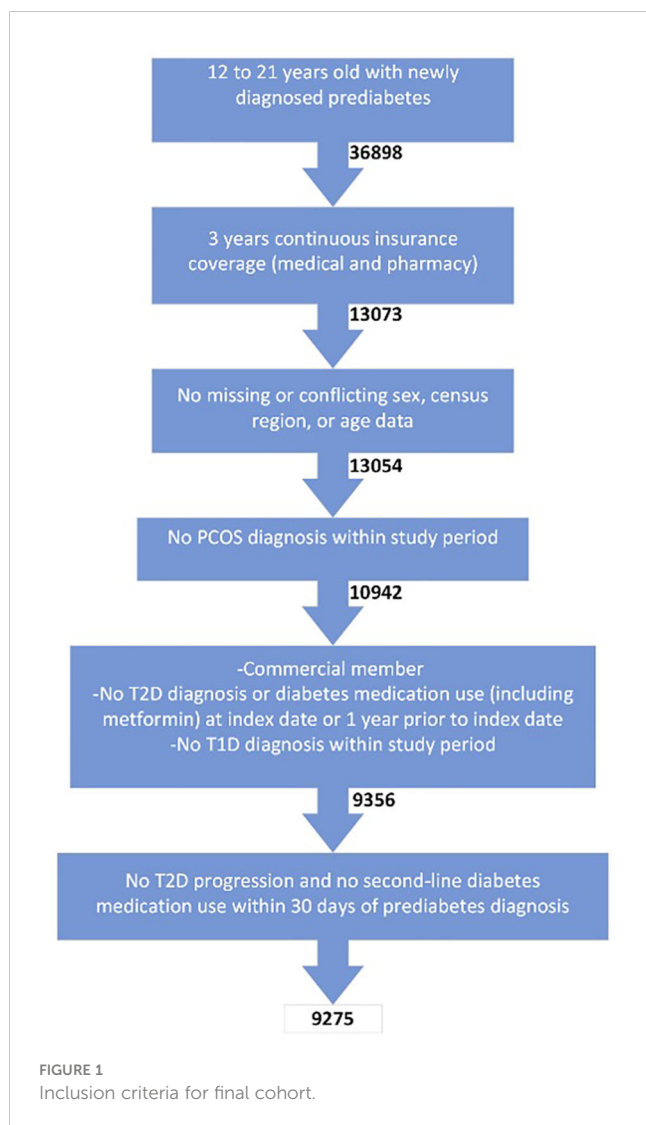 12 to 21 years old with newly
diagnosed prediabetes
36898
3 years continuous insurance
coverage (medical and pharmacy)
13073
No missing or conflicting sex, census
region, or age data
13054
No PCOS diagnosis within study period
10942
-Commercial member
-No T2D diagnosis or diabetes medication use (including
metformin) at index date or 1 year prior to index date
-No T1D diagnosis within study period
9356
No T2D progression and no second-line diabetes
medication use within 30 days of prediabetes diagnosis
9275
FIGURE 1
Inclusion criteria for final cohort.